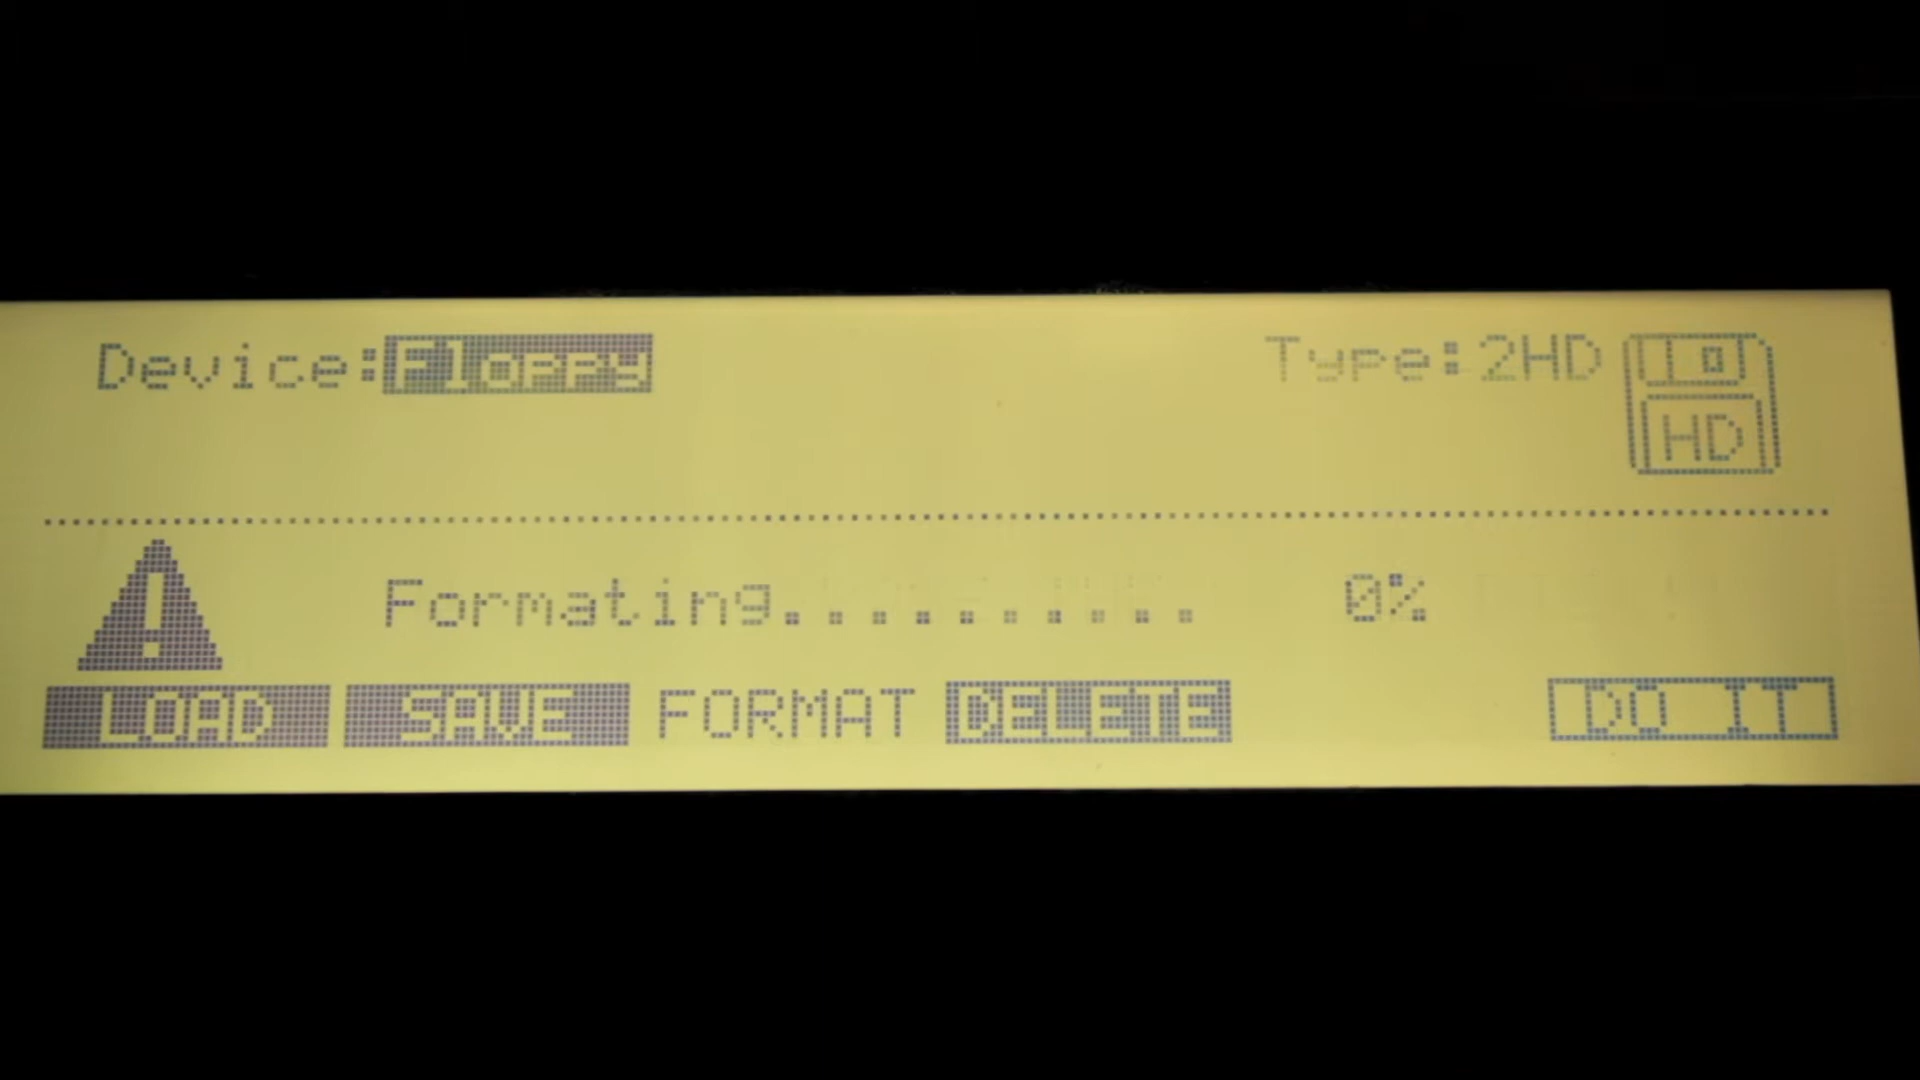 Device:Floppy Type:2HD
HD
Formating.......... 0%
LOAD SAVE FORMAT DELETE DO IT